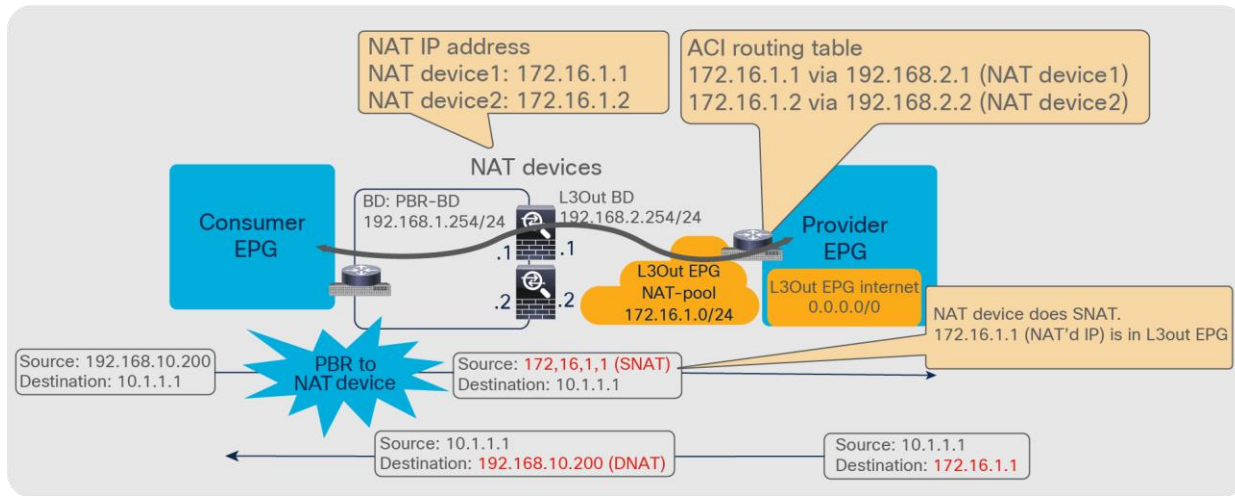 NAT IP address
NAT device1: 172.16.1.1
NAT device2: 172.16.1.2
ACI routing table
172.16.1.1 via 192.168.2.1 (NAT device1)
172.16.1.2 via 192.168.2.2 (NAT device2)
NAT devices
Consumer
EPG
BD: PBR-BD
192.168.1.254/24
L3Out BD
192.168.2.254/24
.1
.1
.2
.2
L3Out EPG
NAT-pool
172.16.1.0/24
Provider
EPG
L3Out EPG internet
0.0.0.0/0
NAT device does SNAT.
172.16.1.1 (NAT'd IP) is in L3out EPG
Source: 192.168.10.200
Destination: 10.1.1.1
PBR to
NAT device
Source: 172,16,1,1 (SNAT)
Destination: 10.1.1.1
Source: 10.1.1.1
Destination: 192.168.10.200 (DNAT)
Source: 10.1.1.1
Destination: 172.16.1.1